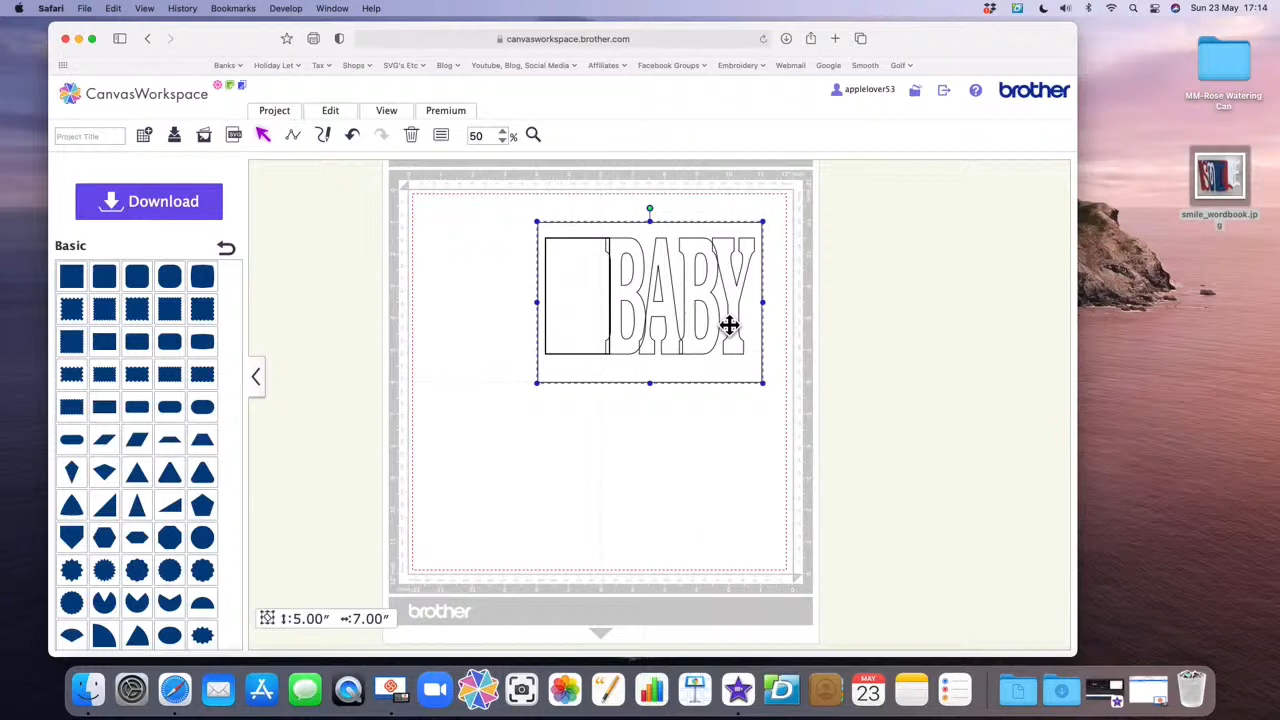 Safari File Edit View History Bookmarks Develop Window Help Sun 23 May 17:14
canvasworkspace.brother.com
Banks Holiday Let Tax Shops SVG's Etc Blog Youtube, Blog, Social Media Affiliates Facebook Groups Embroidery Webmail Google Smooth Golf
CanvasWorkspace
applelover53
brother
Project Edit View Premium
Project Title
SVG
50 %
Download
Basic
BABY
↕:5.00" ↔:7.00"
brother
MM-Rose Watering
Can
smile_wordbook.jp
g
MAY
23